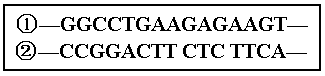 ①—GGCCTGAAGAGAAGT—
②—CCGGACTT CTC TTCA—